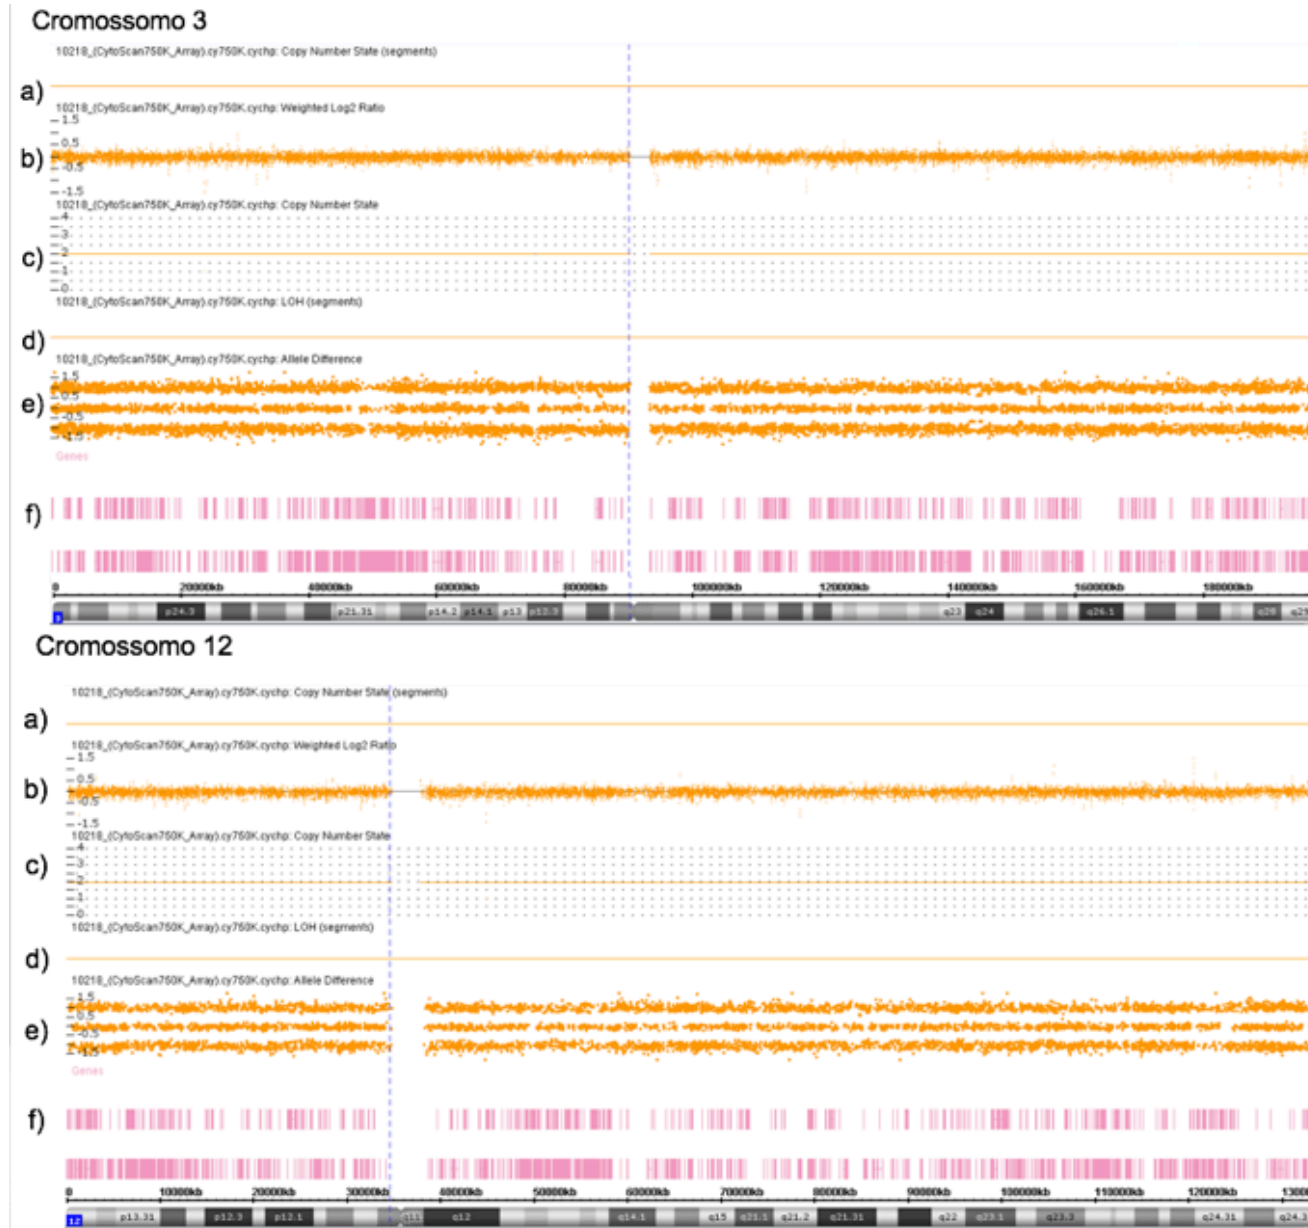 Cromossomo 3
10218_(CytoScan750K_Array).cy750K.cychp: Copy Number State (segments)
a)
10218_(CytoScan750K_Array).cy750K.cychp: Weighted Log2 Ratio
1.5
0.5
b)
-0.5
-1.5
10218_(CytoScan750K_Array).cy750K.cychp: Copy Number State
4
3
c)
2
1
0
10218_(CytoScan750K_Array).cy750K.cychp: LOH (segments)
d)
10218_(CytoScan750K_Array).cy750K.cychp: Allele Difference
1.5
0.5
e)
-0.5
-1.5
Genes
f)
0 20000kb 40000kb 60000kb 80000kb 100000kb 120000kb 140000kb 160000kb 180000kb
3 p24.3 p21.31 p14.2 p14.1 p13 p12.3 q23 q24 q26.1 q28 q29
Cromossomo 12
10218_(CytoScan750K_Array).cy750K.cychp: Copy Number State (segments)
a)
10218_(CytoScan750K_Array).cy750K.cychp: Weighted Log2 Ratio
1.5
0.5
b)
-0.5
-1.5
10218_(CytoScan750K_Array).cy750K.cychp: Copy Number State
4
3
c)
2
1
0
10218_(CytoScan750K_Array).cy750K.cychp: LOH (segments)
d)
10218_(CytoScan750K_Array).cy750K.cychp: Allele Difference
1.5
0.5
e)
-0.5
-1.5
Genes
f)
0 10000kb 20000kb 30000kb 40000kb 50000kb 60000kb 70000kb 80000kb 90000kb 100000kb 110000kb 120000kb 13000
12 p13.31 p12.3 p12.1 q11 q12 q14.1 q15 q21.1 q21.2 q21.31 q22 q23.1 q23.3 q24.31 q24.3